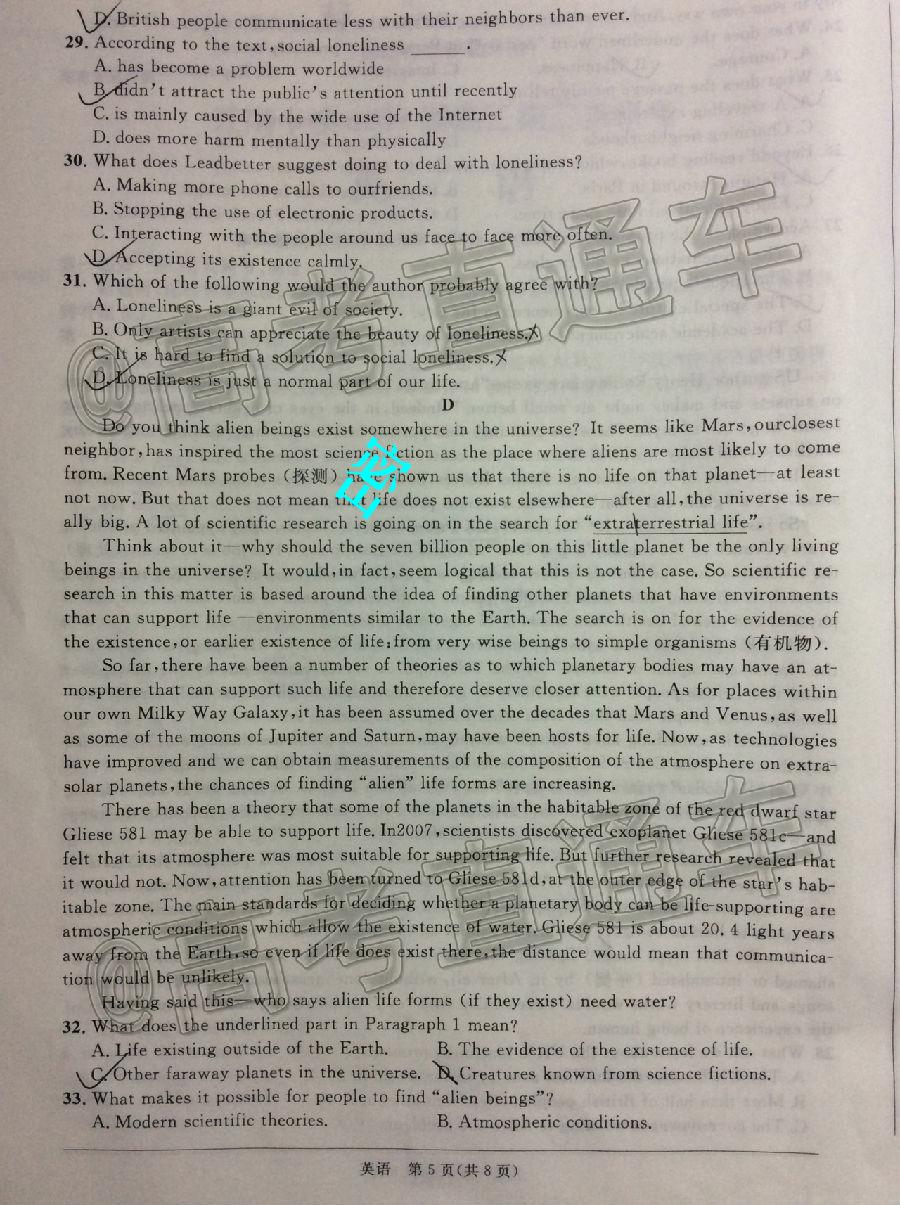 D. British people communicate less with their neighbors than ever.
29. According to the text,social loneliness ______.
A. has become a problem worldwide
B. didn't attract the public's attention until recently
C. is mainly caused by the wide use of the Internet
D. does more harm mentally than physically
30. What does Leadbetter suggest doing to deal with loneliness?
A. Making more phone calls to ourfriends.
B. Stopping the use of electronic products.
C. Interacting with the people around us face to face more often.
D. Accepting its existence calmly.
31. Which of the following would the author probably agree with?
A. Loneliness is a giant evil of society.
B. Only artists can appreciate the beauty of loneliness.
C. It is hard to find a solution to social loneliness.
D. Loneliness is just a normal part of our life.
D
Do you think alien beings exist somewhere in the universe? It seems like Mars,ourclosest
neighbor,has inspired the most science fiction as the place where aliens are most likely to come
from. Recent Mars probes (探测) have shown us that there is no life on that planet—at least
not now. But that does not mean that life does not exist elsewhere—after all,the universe is re-
ally big. A lot of scientific research is going on in the search for "extraterrestrial life".
Think about it—why should the seven billion people on this little planet be the only living
beings in the universe? It would,in fact,seem logical that this is not the case. So scientific re-
search in this matter is based around the idea of finding other planets that have environments
that can support life —environments similar to the Earth. The search is on for the evidence of
the existence,or earlier existence of life;from very wise beings to simple organisms (有机物).
So far,there have been a number of theories as to which planetary bodies may have an at-
mosphere that can support such life and therefore deserve closer attention. As for places within
our own Milky Way Galaxy,it has been assumed over the decades that Mars and Venus,as well
as some of the moons of Jupiter and Saturn,may have been hosts for life. Now,as technologies
have improved and we can obtain measurements of the composition of the atmosphere on extra-
solar planets,the chances of finding "alien" life forms are increasing.
There has been a theory that some of the planets in the habitable zone of the red dwarf star
Gliese 581 may be able to support life. In2007,scientists discovered exoplanet Gliese 581c—and
felt that its atmosphere was most suitable for supporting life. But further research revealed that
it would not. Now,attention has been turned to Gliese 581d,at the outer edge of the star's hab-
itable zone. The main standards for deciding whether a planetary body can be life-supporting are
atmospheric conditions which allow the existence of water. Gliese 581 is about 20.4 light years
away from the Earth,so even if life does exist there,the distance would mean that communica-
tion would be unlikely.
Having said this—who says alien life forms (if they exist) need water?
32. What does the underlined part in Paragraph 1 mean?
A. Life existing outside of the Earth. B. The evidence of the existence of life.
C. Other faraway planets in the universe. D. Creatures known from science fictions.
33. What makes it possible for people to find "alien beings"?
A. Modern scientific theories. B. Atmospheric conditions.
英语 第5页(共8页)
@高考直通车
密
@高考直通车